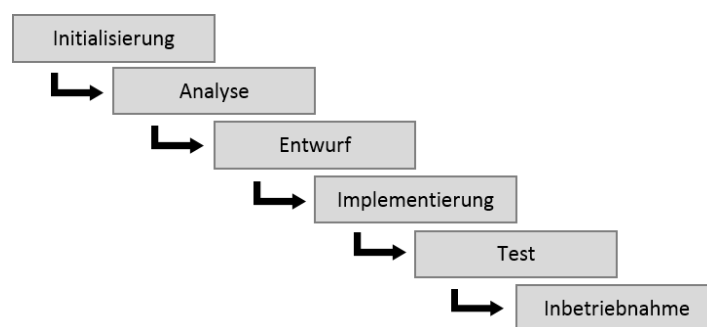 Initialisierung
Analyse
Entwurf
Implementierung
Test
Inbetriebnahme